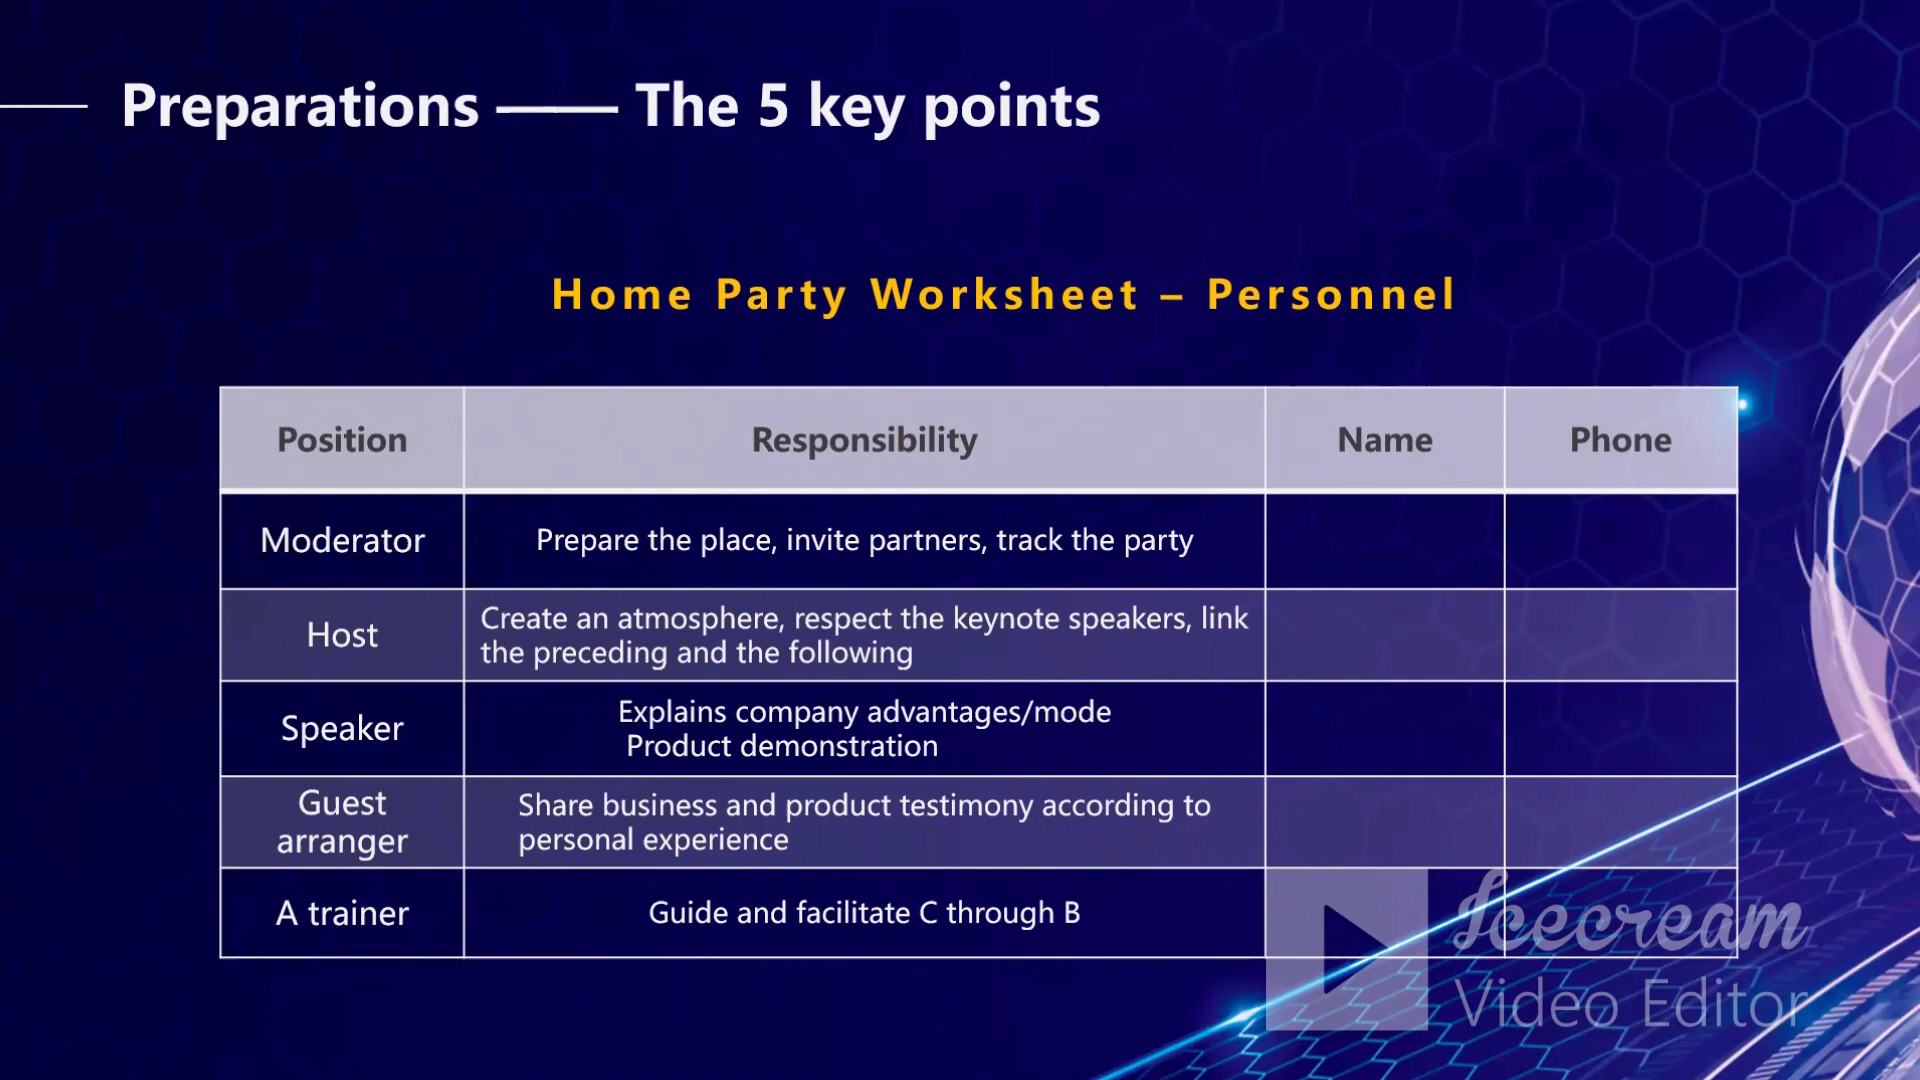 Preparations —— The 5 key points
Home Party Worksheet – Personnel
Position Responsibility Name Phone
Moderator Prepare the place, invite partners, track the party
Host Create an atmosphere, respect the keynote speakers, link
the preceding and the following
Speaker Explains company advantages/mode
Product demonstration
Guest
arranger
Share business and product testimony according to
personal experience
A trainer Guide and facilitate C through B
Icecream
Video Editor